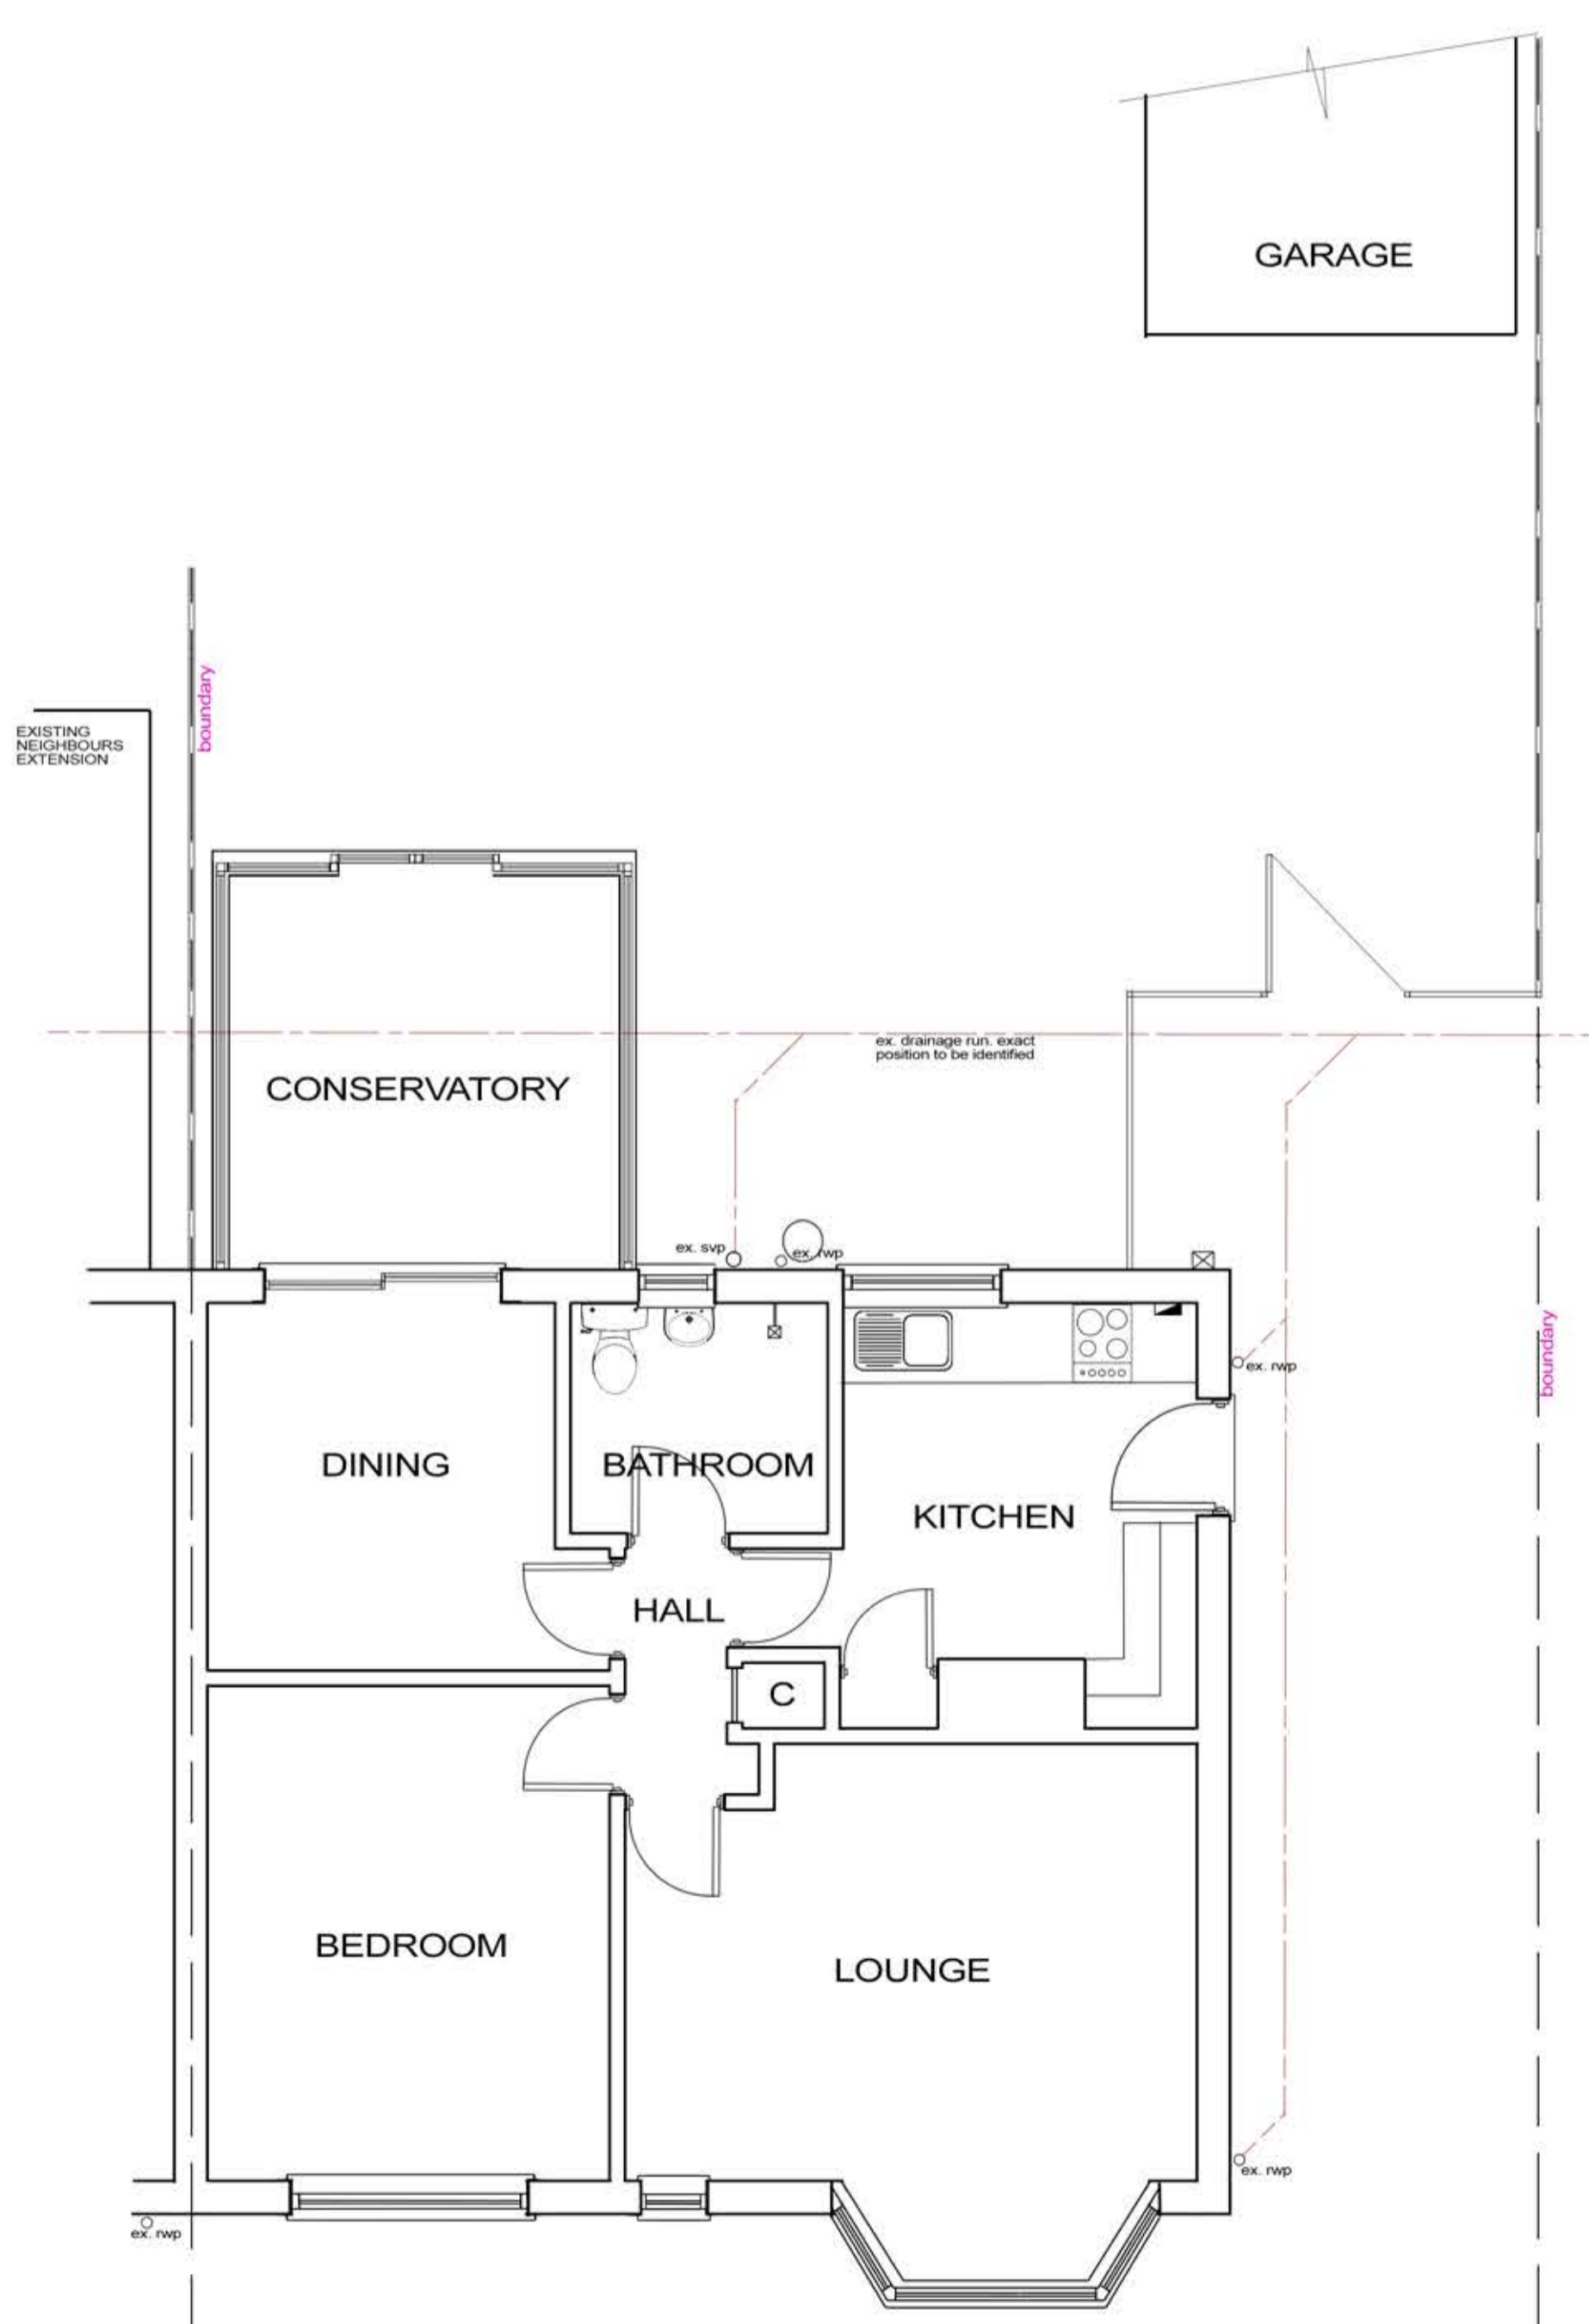 GARAGE
boundary
EXISTING
NEIGHBOURS
EXTENSION
ex. drainage run. exact
position to be identified
CONSERVATORY
ex. svp
ex. rwp
boundary
ex. rwp
DINING
BATHROOM
KITCHEN
HALL
C
BEDROOM
LOUNGE
ex. rwp
ex. rwp